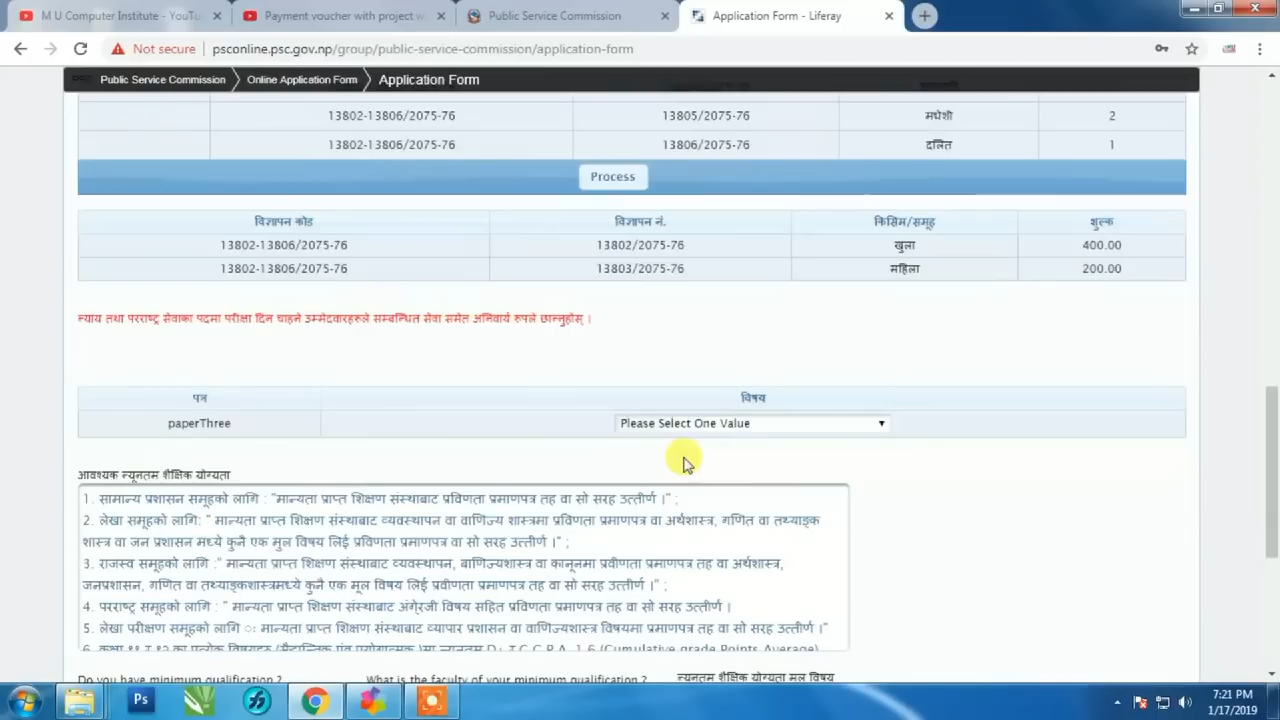 M U Computer Institute - YouTu
Payment voucher with project w
Public Service Commission
Application Form - Liferay
Not secure
psconline.psc.gov.np/group/public-service-commission/application-form
Public Service Commission
Online Application Form
Application Form
13802-13806/2075-76 13805/2075-76 मधेशी 2
13802-13806/2075-76 13806/2075-76 दलित 1
Process
विज्ञापन कोड विज्ञापन नं. किसिम/समूह शुल्क
13802-13806/2075-76 13802/2075-76 खुला 400.00
13802-13806/2075-76 13803/2075-76 महिला 200.00
न्याय तथा परराष्ट्र सेवाका पदमा परीक्षा दिन चाहने उम्मेदवारहरुले सम्बन्धित सेवा समेत अनिवार्य रुपले छान्नुहोस् ।
पत्र विषय
paperThree Please Select One Value
आवश्यक न्यूनतम शैक्षिक योग्यता
1. सामान्य प्रशासन समूहको लागि : "मान्यता प्राप्त शिक्षण संस्थाबाट प्रविणता प्रमाणपत्र तह वा सो सरह उत्तीर्ण ।" ;
2. लेखा समूहको लागि: " मान्यता प्राप्त शिक्षण संस्थाबाट व्यवस्थापन वा वाणिज्य शास्त्रमा प्रविणता प्रमाणपत्र वा अर्थशास्त्र, गणित वा तथ्याङ्क
शास्त्र वा जन प्रशासन मध्ये कुनै एक मुल विषय लिई प्रविणता प्रमाणपत्र तह वा सो सरह उत्तीर्ण ।" ;
3. राजस्व समूहको लागि :" मान्यता प्राप्त शिक्षण संस्थाबाट व्यवस्थापन, बाणिज्यशास्त्र वा कानूनमा प्रवीणता प्रमाणपत्र तह वा अर्थशास्त्र,
जनप्रशासन, गणित वा तथ्याङ्कशास्त्रमध्ये कुनै एक मूल विषय लिई प्रवीणता प्रमाणपत्र तह वा सो सरह उत्तीर्ण ।" ;
4. परराष्ट्र समूहको लागि : " मान्यता प्राप्त शिक्षण संस्थाबाट अंगे्रजी विषय सहित प्रविणता प्रमाणपत्र तह वा सो सरह उत्तीर्ण ।
5. लेखा परीक्षण समूहको लागि ः मान्यता प्राप्त शिक्षण संस्थाबाट व्यापार प्रशासन वा वाणिज्यशास्त्र विषयमा प्रमाणपत्र तह वा सो सरह उत्तीर्ण ।"
Do you have minimum qualification ? What is the faculty of your minimum qualification ? न्यूनतम शैक्षिक योग्यता मूल विषय
Ps
7:21 PM
1/17/2019